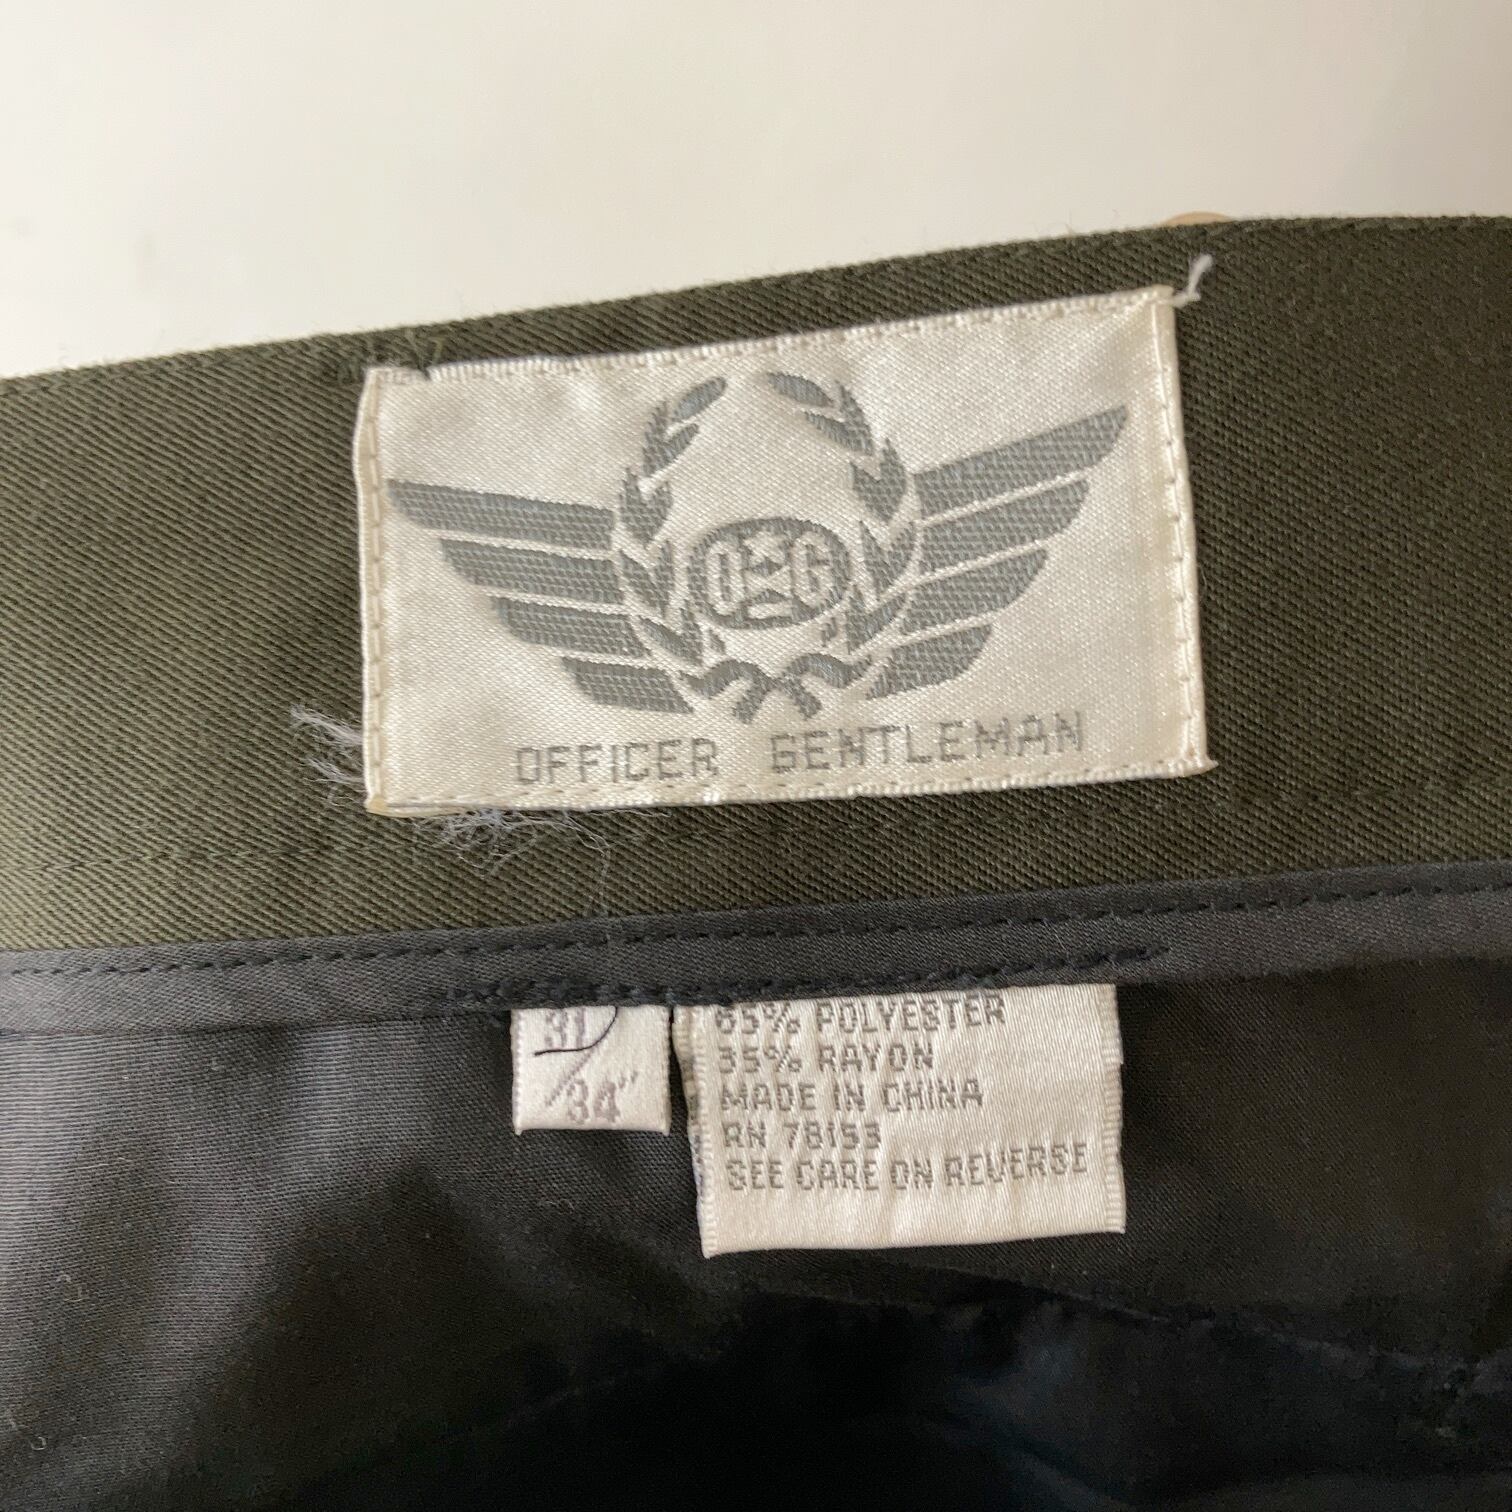 O G
OFFICER GENTLEMAN
31
34"
65% POLYESTER
35% RAYON
MADE IN CHINA
RN 78153
SEE CARE ON REVERSE